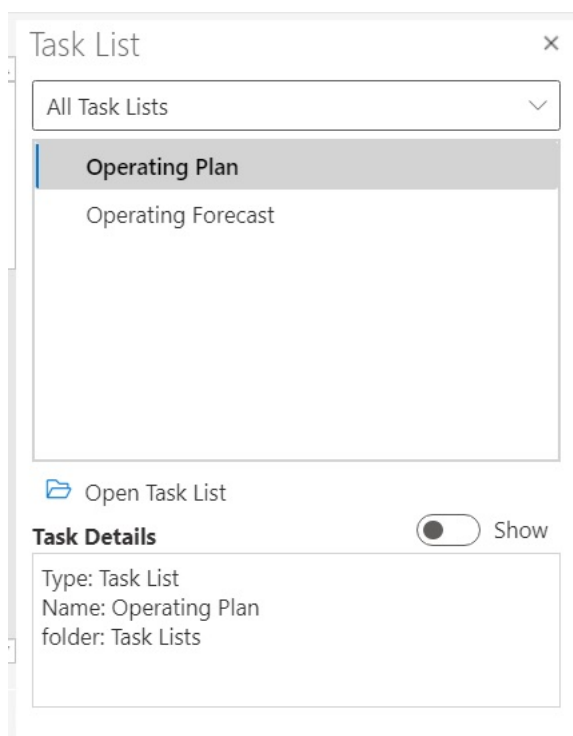 Task List
All Task Lists
Operating Plan
Operating Forecast
Open Task List
Task Details
Show
Type: Task List
Name: Operating Plan
folder: Task Lists